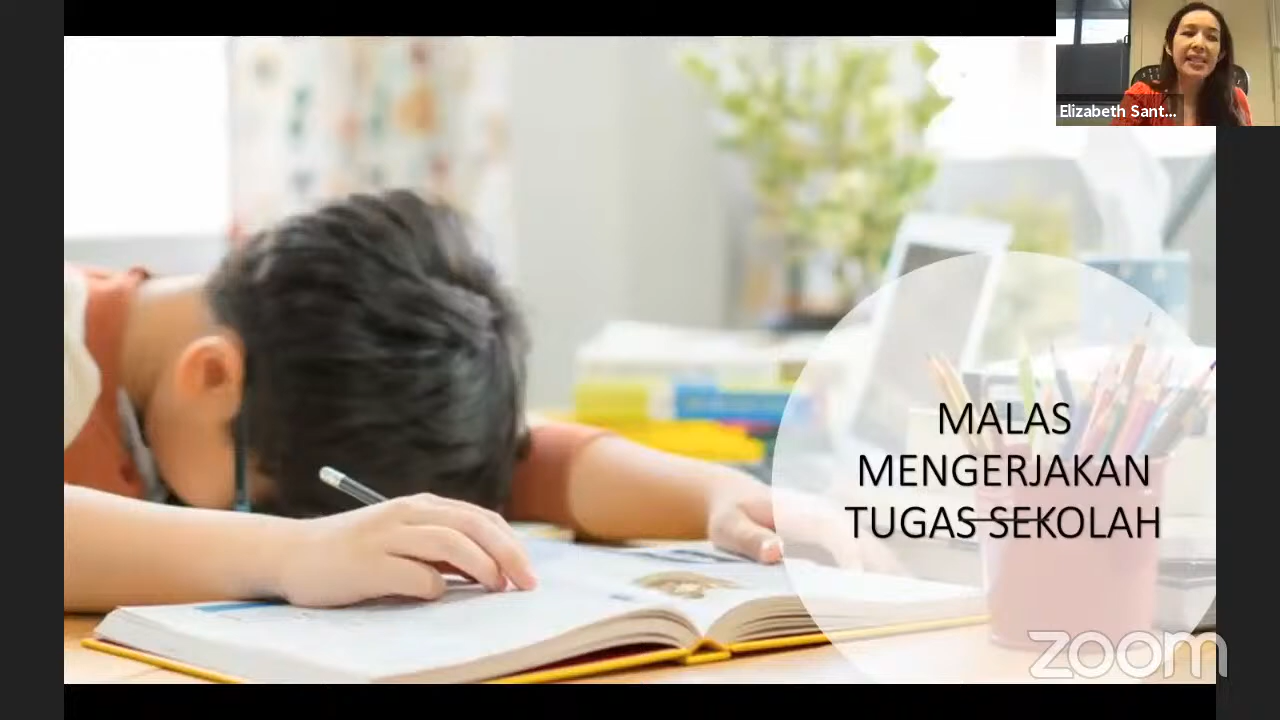 Elizabeth Sant...
MALAS
MENGERJAKAN
TUGAS SEKOLAH
zoom